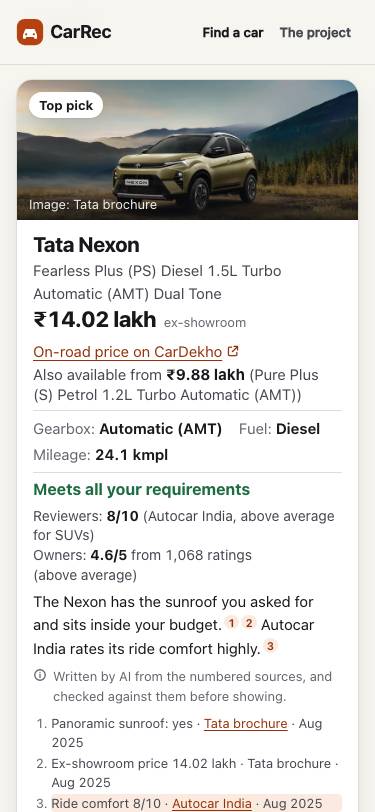 CarRec
Find a car
The project
Top pick
NEXON
Image: Tata brochure
Tata Nexon
Fearless Plus (PS) Diesel 1.5L Turbo
Automatic (AMT) Dual Tone
₹14.02 lakh ex-showroom
On-road price on CarDekho
Also available from ₹9.88 lakh (Pure Plus
(S) Petrol 1.2L Turbo Automatic (AMT))
Gearbox: Automatic (AMT) Fuel: Diesel
Mileage: 24.1 kmpl
Meets all your requirements
Reviewers: 8/10 (Autocar India, above average
for SUVs)
Owners: 4.6/5 from 1,068 ratings
(above average)
The Nexon has the sunroof you asked for
and sits inside your budget. 1 2 Autocar
India rates its ride comfort highly. 3
Written by AI from the numbered sources, and
checked against them before showing.
1. Panoramic sunroof: yes · Tata brochure · Aug
2025
2. Ex-showroom price 14.02 lakh · Tata brochure ·
Aug 2025
3. Ride comfort 8/10 · Autocar India · Aug 2025